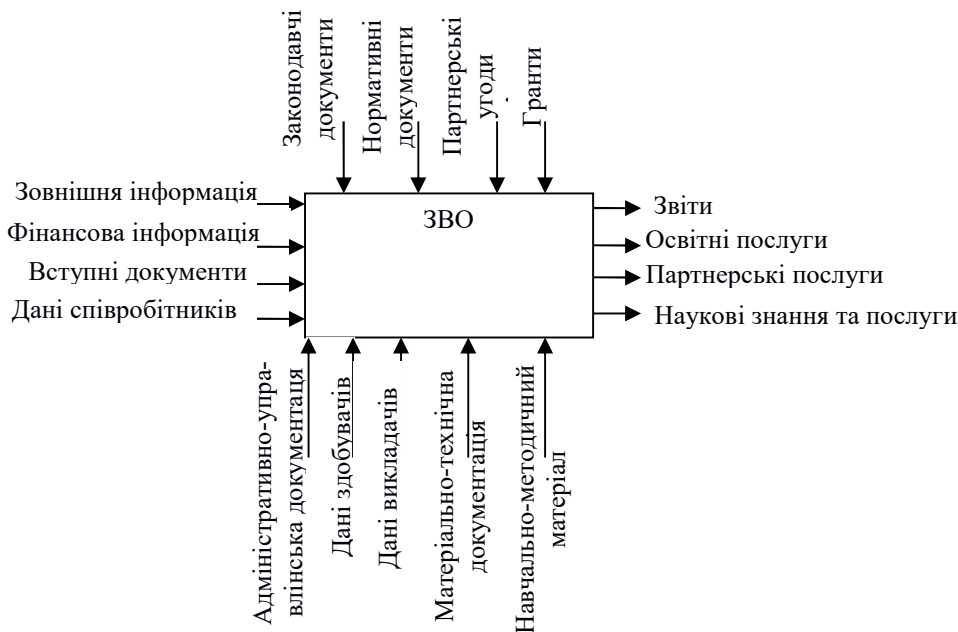 Законодавчі
документи
Нормативні
документи
Партнерські
угоди
Гранти
Зовнішня інформація
Фінансова інформація
Вступні документи
Дані співробітників
ЗВО
Звіти
Освітні послуги
Партнерські послуги
Наукові знання та послуги
Адміністративно-упра-
влінська документаця
Дані здобувачів
Дані викладачів
Матеріально-технічна
документація
Навчально-методичний
матеріал